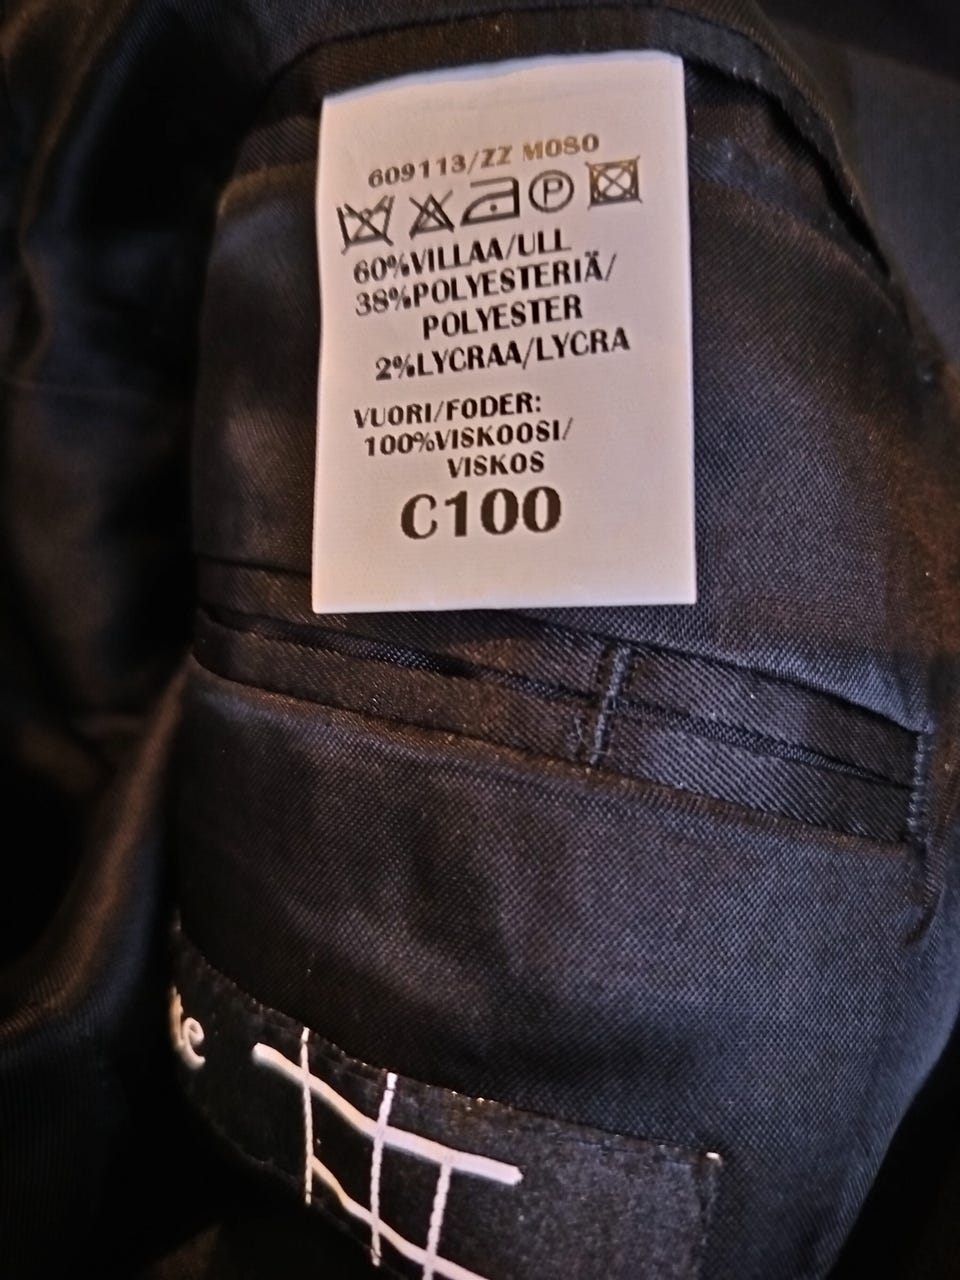 609113/ZZ M080
P
60%VILLAA/ULL
38%POLYESTERIÄ/
POLYESTER
2%LYCRAA/LYCRA
VUORI/FODER:
100%VISKOOSI/
VISKOS
C100